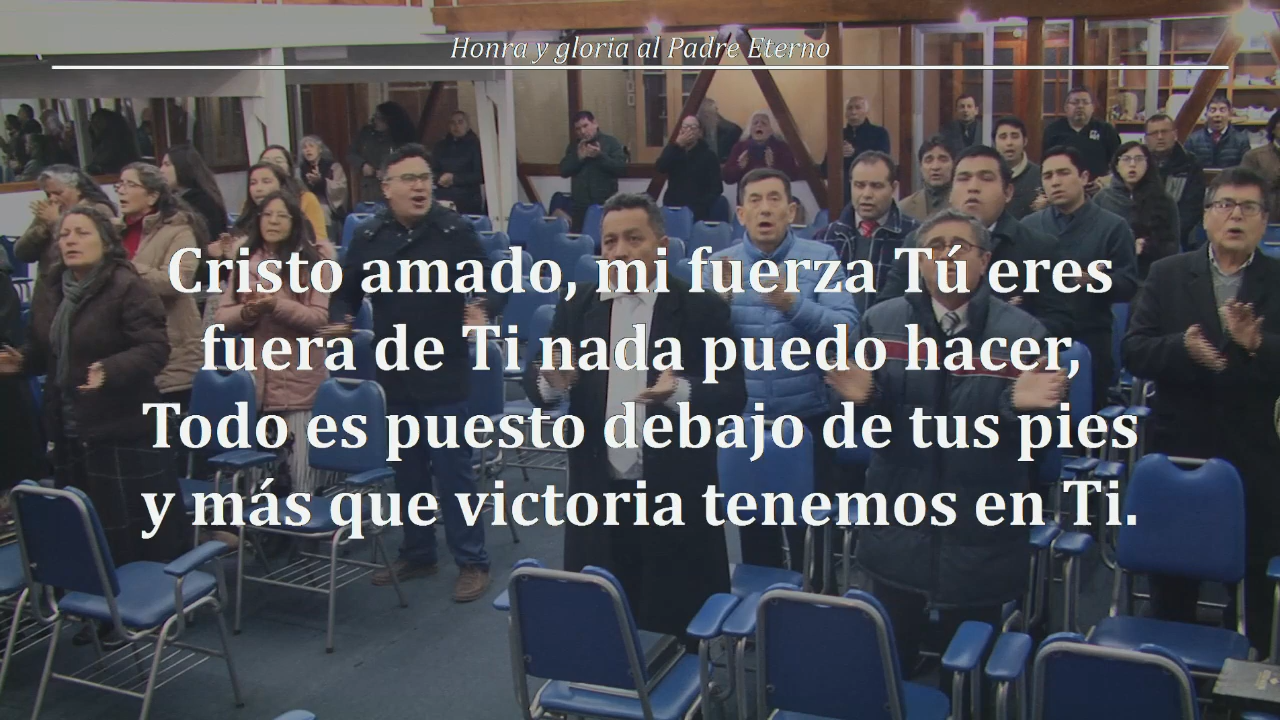 Honra y gloria al Padre Eterno
Cristo amado, mi fuerza Tú eres
fuera de Ti nada puedo hacer,
Todo es puesto debajo de tus pies
y más que victoria tenemos en Ti.